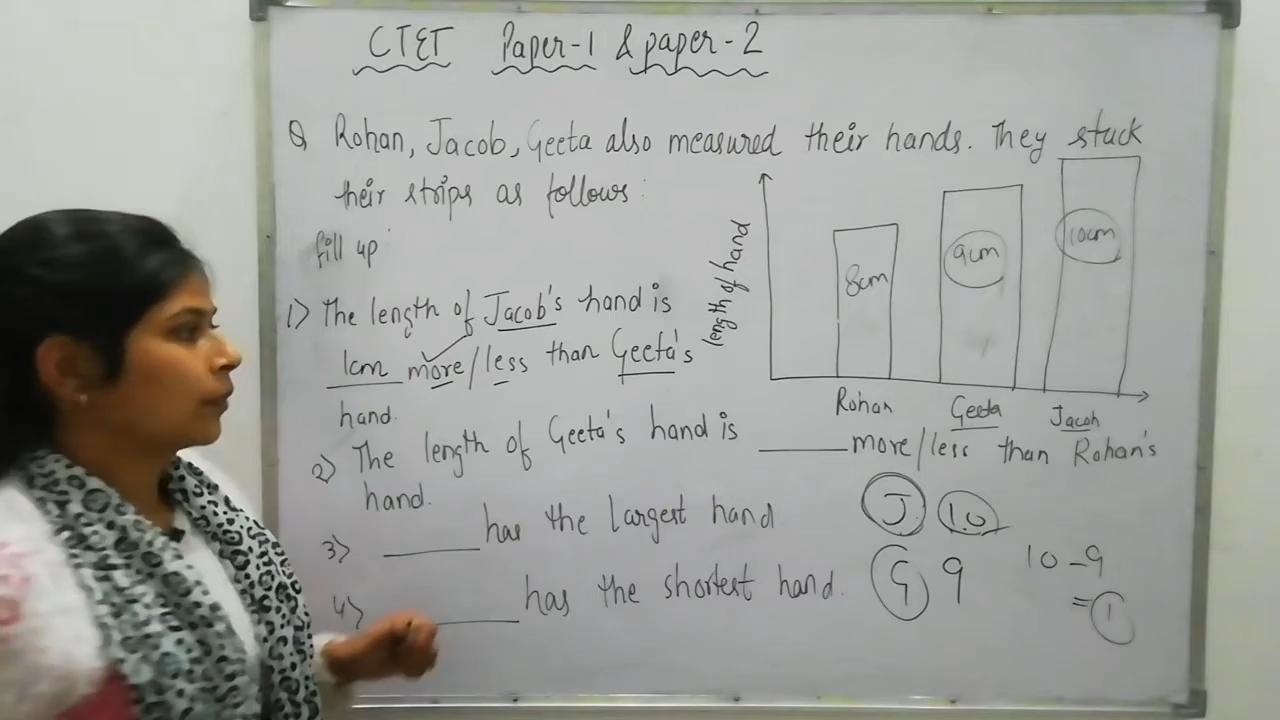 CTET Paper-1 & paper-2
Q Rohan, Jacob, Geeta also measured their hands. They stuck
their strips as follows:
fill up
1) The length of Jacob's hand is
1cm more/less than Geeta's
hand.
2) The length of Geeta's hand is ______ more/less than Rohan's
hand.
3) ______ has the largest hand
4) ______ has the shortest hand.
length of hand
8cm
9cm
10cm
Rohan Geeta Jacob
J 10
G 9
10-9
=1